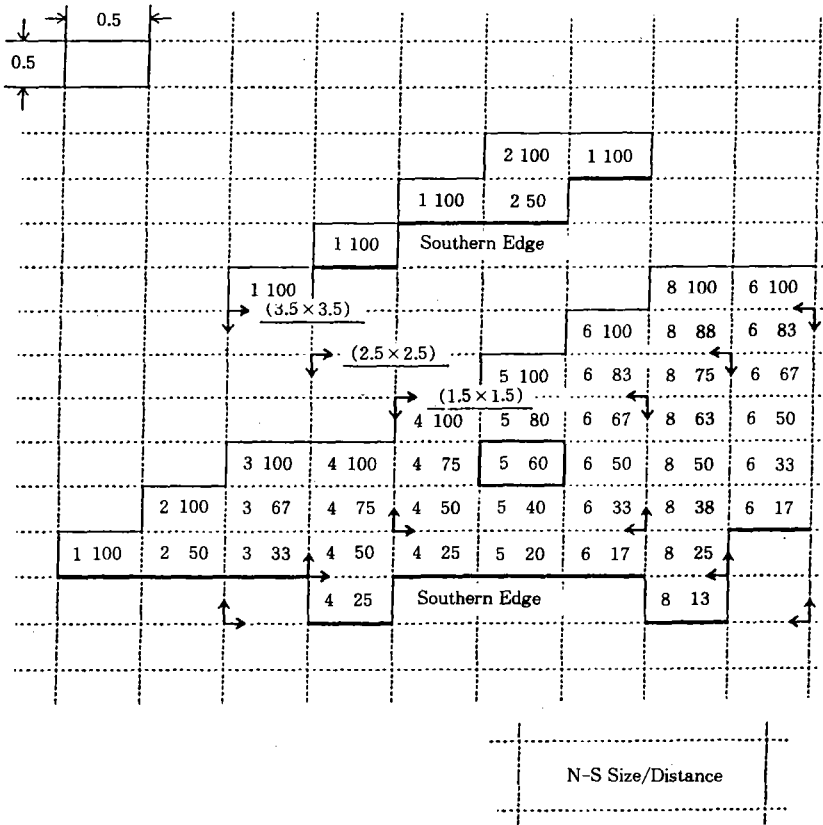 0.5
0.5
2 100 1 100
1 100 2 50
1 100 Southern Edge
1 100 8 100 6 100
(3.5×3.5)
6 100 8 88 6 83
(2.5×2.5)
5 100 6 83 8 75 6 67
(1.5×1.5)
4 100 5 80 6 67 8 63 6 50
3 100 4 100 4 75 5 60 6 50 8 50 6 33
2 100 3 67 4 75 4 50 5 40 6 33 8 38 6 17
1 100 2 50 3 33 4 50 4 25 5 20 6 17 8 25
4 25 Southern Edge 8 13
N-S Size/Distance